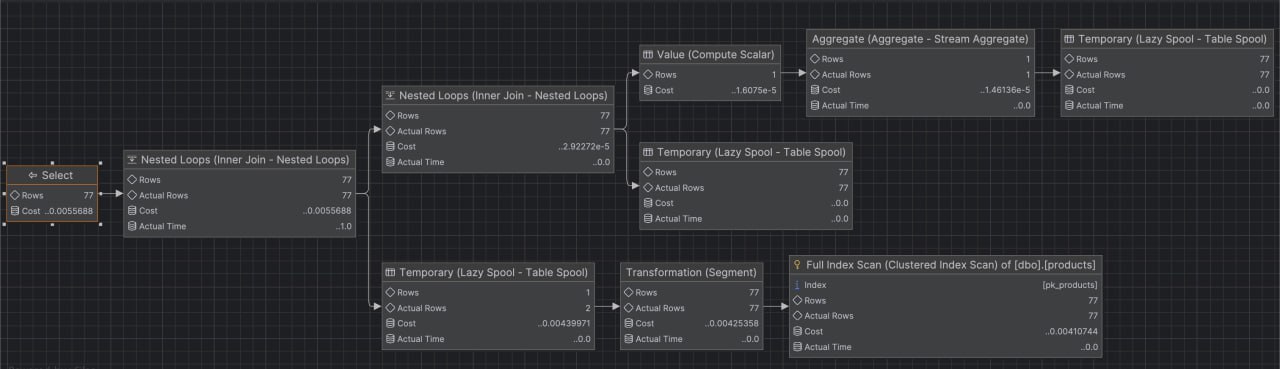 Select
Rows 77
Cost ..0.0055688
Nested Loops (Inner Join - Nested Loops)
Rows 77
Actual Rows 77
Cost ..0.0055688
Actual Time ..1.0
Nested Loops (Inner Join - Nested Loops)
Rows 77
Actual Rows 77
Cost ..2.92272e-5
Actual Time ..0.0
Value (Compute Scalar)
Rows 1
Cost ..1.6075e-5
Aggregate (Aggregate - Stream Aggregate)
Rows 1
Actual Rows 1
Cost ..1.46136e-5
Actual Time ..0.0
Temporary (Lazy Spool - Table Spool)
Rows 77
Actual Rows 77
Cost ..0.0
Actual Time ..0.0
Temporary (Lazy Spool - Table Spool)
Rows 77
Actual Rows 77
Cost ..0.0
Actual Time ..0.0
Temporary (Lazy Spool - Table Spool)
Rows 1
Actual Rows 2
Cost ..0.00439971
Actual Time ..0.0
Transformation (Segment)
Rows 77
Actual Rows 77
Cost ..0.00425358
Actual Time ..0.0
Full Index Scan (Clustered Index Scan) of [dbo].[products]
Index [pk_products]
Rows 77
Actual Rows 77
Cost ..0.00410744
Actual Time ..0.0